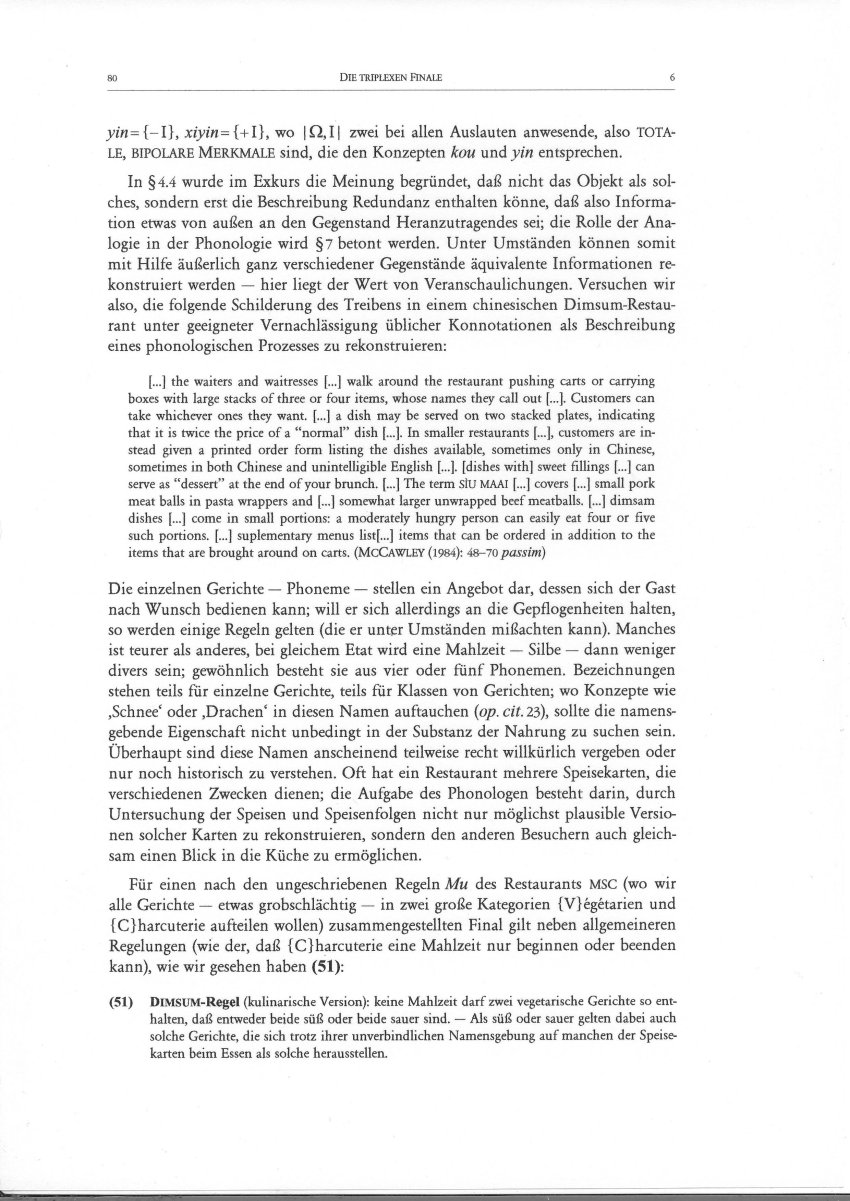 80 DIE TRIPLEXEN FINALE 6
yin={−I}, xiyin={+I}, wo |Ω,I| zwei bei allen Auslauten anwesende, also TOTA-
LE, BIPOLARE MERKMALE sind, die den Konzepten kou und yin entsprechen.
In §4.4 wurde im Exkurs die Meinung begründet, daß nicht das Objekt als sol-
ches, sondern erst die Beschreibung Redundanz enthalten könne, daß also Informa-
tion etwas von außen an den Gegenstand Heranzutragendes sei; die Rolle der Ana-
logie in der Phonologie wird §7 betont werden. Unter Umständen können somit
mit Hilfe äußerlich ganz verschiedener Gegenstände äquivalente Informationen re-
konstruiert werden — hier liegt der Wert von Veranschaulichungen. Versuchen wir
also, die folgende Schilderung des Treibens in einem chinesischen Dimsum-Restau-
rant unter geeigneter Vernachlässigung üblicher Konnotationen als Beschreibung
eines phonologischen Prozesses zu rekonstruieren:
[...] the waiters and waitresses [...] walk around the restaurant pushing carts or carrying
boxes with large stacks of three or four items, whose names they call out [...]. Customers can
take whichever ones they want. [...] a dish may be served on two stacked plates, indicating
that it is twice the price of a “normal” dish [...]. In smaller restaurants [...], customers are in-
stead given a printed order form listing the dishes available, sometimes only in Chinese,
sometimes in both Chinese and unintelligible English [...]. [dishes with] sweet fillings [...] can
serve as “dessert” at the end of your brunch. [...] The term SÌU MAAI [...] covers [...] small pork
meat balls in pasta wrappers and [...] somewhat larger unwrapped beef meatballs. [...] dimsam
dishes [...] come in small portions: a moderately hungry person can easily eat four or five
such portions. [...] suplementary menus list[...] items that can be ordered in addition to the
items that are brought around on carts. (MCCAWLEY (1984): 48–70 passim)
Die einzelnen Gerichte — Phoneme — stellen ein Angebot dar, dessen sich der Gast
nach Wunsch bedienen kann; will er sich allerdings an die Gepflogenheiten halten,
so werden einige Regeln gelten (die er unter Umständen mißachten kann). Manches
ist teurer als anderes, bei gleichem Etat wird eine Mahlzeit — Silbe — dann weniger
divers sein; gewöhnlich besteht sie aus vier oder fünf Phonemen. Bezeichnungen
stehen teils für einzelne Gerichte, teils für Klassen von Gerichten; wo Konzepte wie
‚Schnee‘ oder ‚Drachen‘ in diesen Namen auftauchen (op. cit. 23), sollte die namens-
gebende Eigenschaft nicht unbedingt in der Substanz der Nahrung zu suchen sein.
Überhaupt sind diese Namen anscheinend teilweise recht willkürlich vergeben oder
nur noch historisch zu verstehen. Oft hat ein Restaurant mehrere Speisekarten, die
verschiedenen Zwecken dienen; die Aufgabe des Phonologen besteht darin, durch
Untersuchung der Speisen und Speisenfolgen nicht nur möglichst plausible Versio-
nen solcher Karten zu rekonstruieren, sondern den anderen Besuchern auch gleich-
sam einen Blick in die Küche zu ermöglichen.
Für einen nach den ungeschriebenen Regeln Mu des Restaurants MSC (wo wir
alle Gerichte — etwas grobschlächtig — in zwei große Kategorien {V}égétarien und
{C}harcuterie aufteilen wollen) zusammengestellten Final gilt neben allgemeineren
Regelungen (wie der, daß {C}harcuterie eine Mahlzeit nur beginnen oder beenden
kann), wie wir gesehen haben (51):
(51) DIMSUM-Regel (kulinarische Version): keine Mahlzeit darf zwei vegetarische Gerichte so ent-
halten, daß entweder beide süß oder beide sauer sind. — Als süß oder sauer gelten dabei auch
solche Gerichte, die sich trotz ihrer unverbindlichen Namensgebung auf manchen der Speise-
karten beim Essen als solche herausstellen.